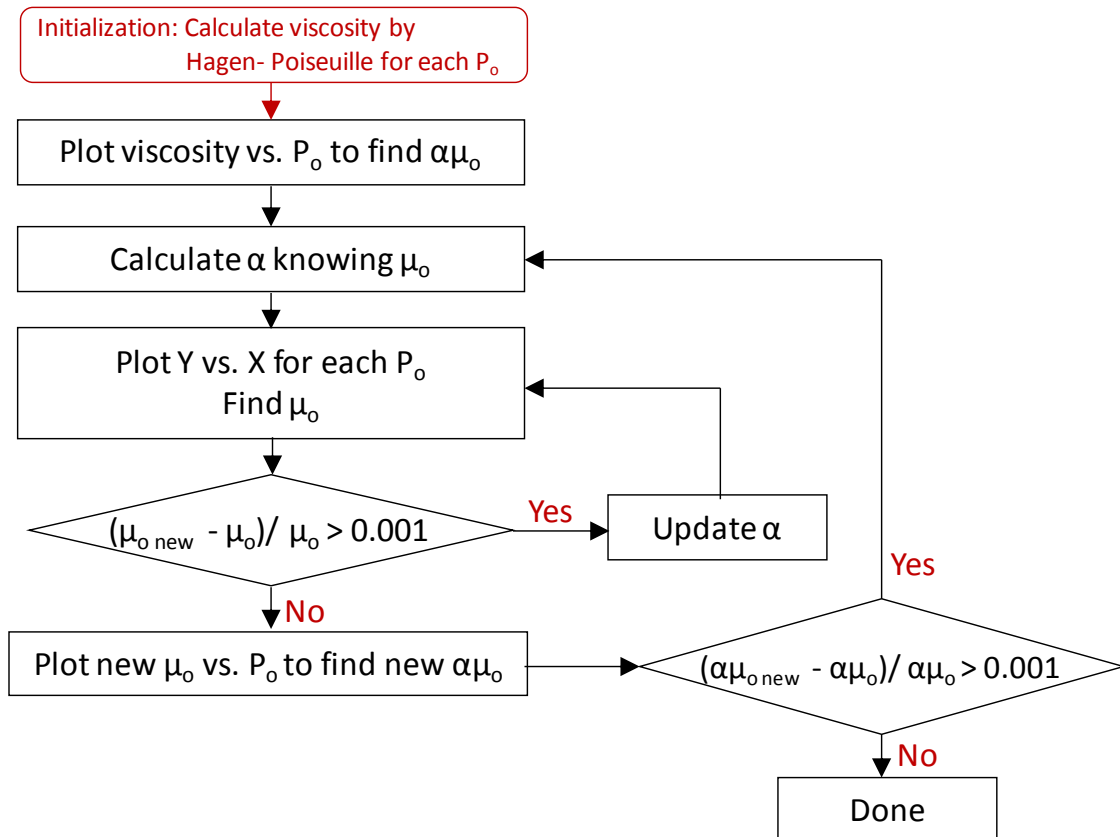 Initialization: Calculate viscosity by
Hagen- Poiseuille for each Pₒ
Plot viscosity vs. Pₒ to find αμₒ
Calculate α knowing μₒ
Plot Y vs. X for each Pₒ
Find μₒ
(μₒ ₙₑw - μₒ)/ μₒ > 0.001
Yes
Update α
Yes
No
Plot new μₒ vs. Pₒ to find new αμₒ
(αμₒ ₙₑw - αμₒ)/ αμₒ > 0.001
No
Done